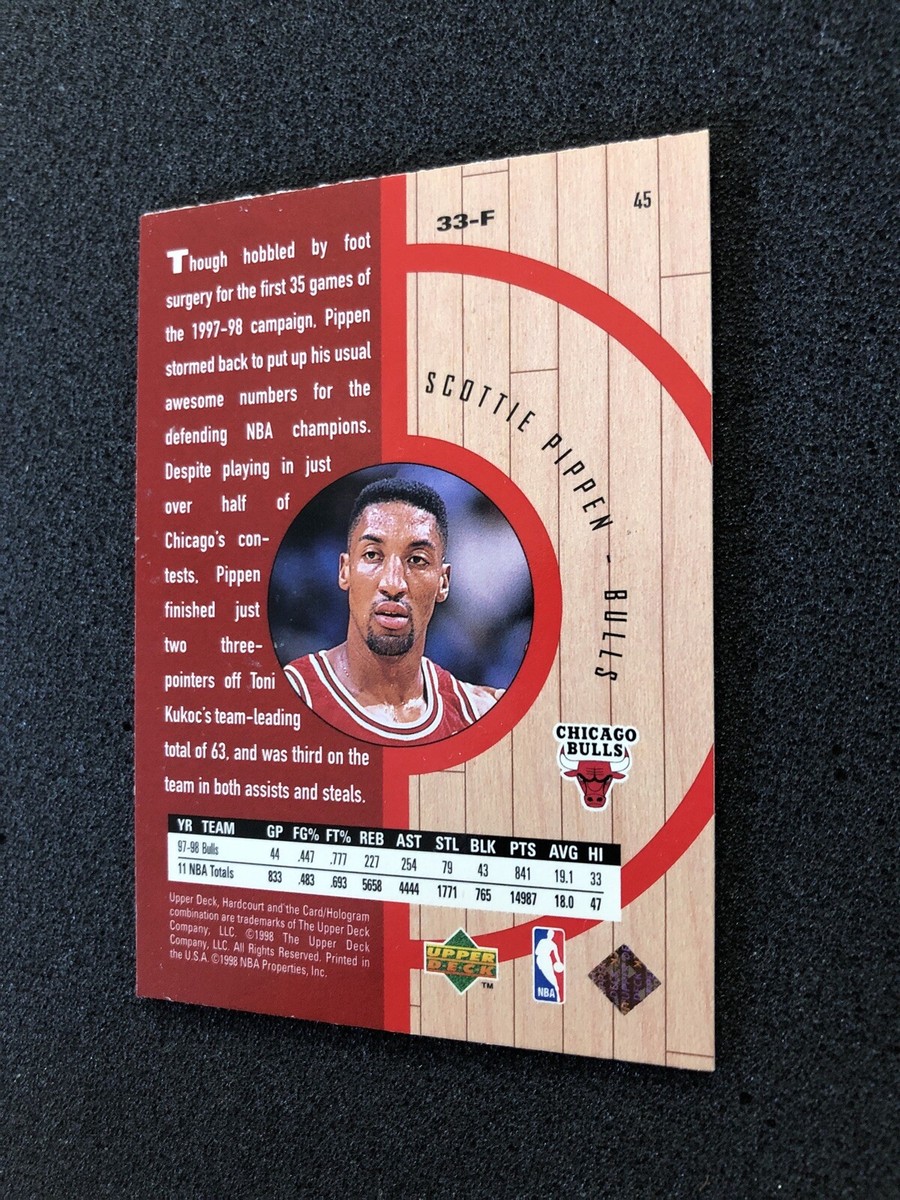 33-F
45
Though hobbled by foot
surgery for the first 35 games of
the 1997-98 campaign, Pippen
stormed back to put up his usual
awesome numbers for the
defending NBA champions.
Despite playing in just
over half of
Chicago's con-
tests, Pippen
finished just
two three-
pointers off Toni
Kukoc's team-leading
total of 63, and was third on the
team in both assists and steals.
SCOTTIE PIPPEN - BULLS
CHICAGO
BULLS
YR TEAM GP FG% FT% REB AST STL BLK PTS AVG HI
97-98 Bulls 44 .447 .777 227 254 79 43 841 19.1 33
11 NBA Totals 833 .483 .693 5658 4444 1771 765 14987 18.0 47
Upper Deck, Hardcourt and the Card/Hologram
combination are trademarks of The Upper Deck
Company, LLC. ©1998 The Upper Deck
Company, LLC. All Rights Reserved. Printed in
the U.S.A. ©1998 NBA Properties, Inc.
UPPER
DECK
TM
NBA